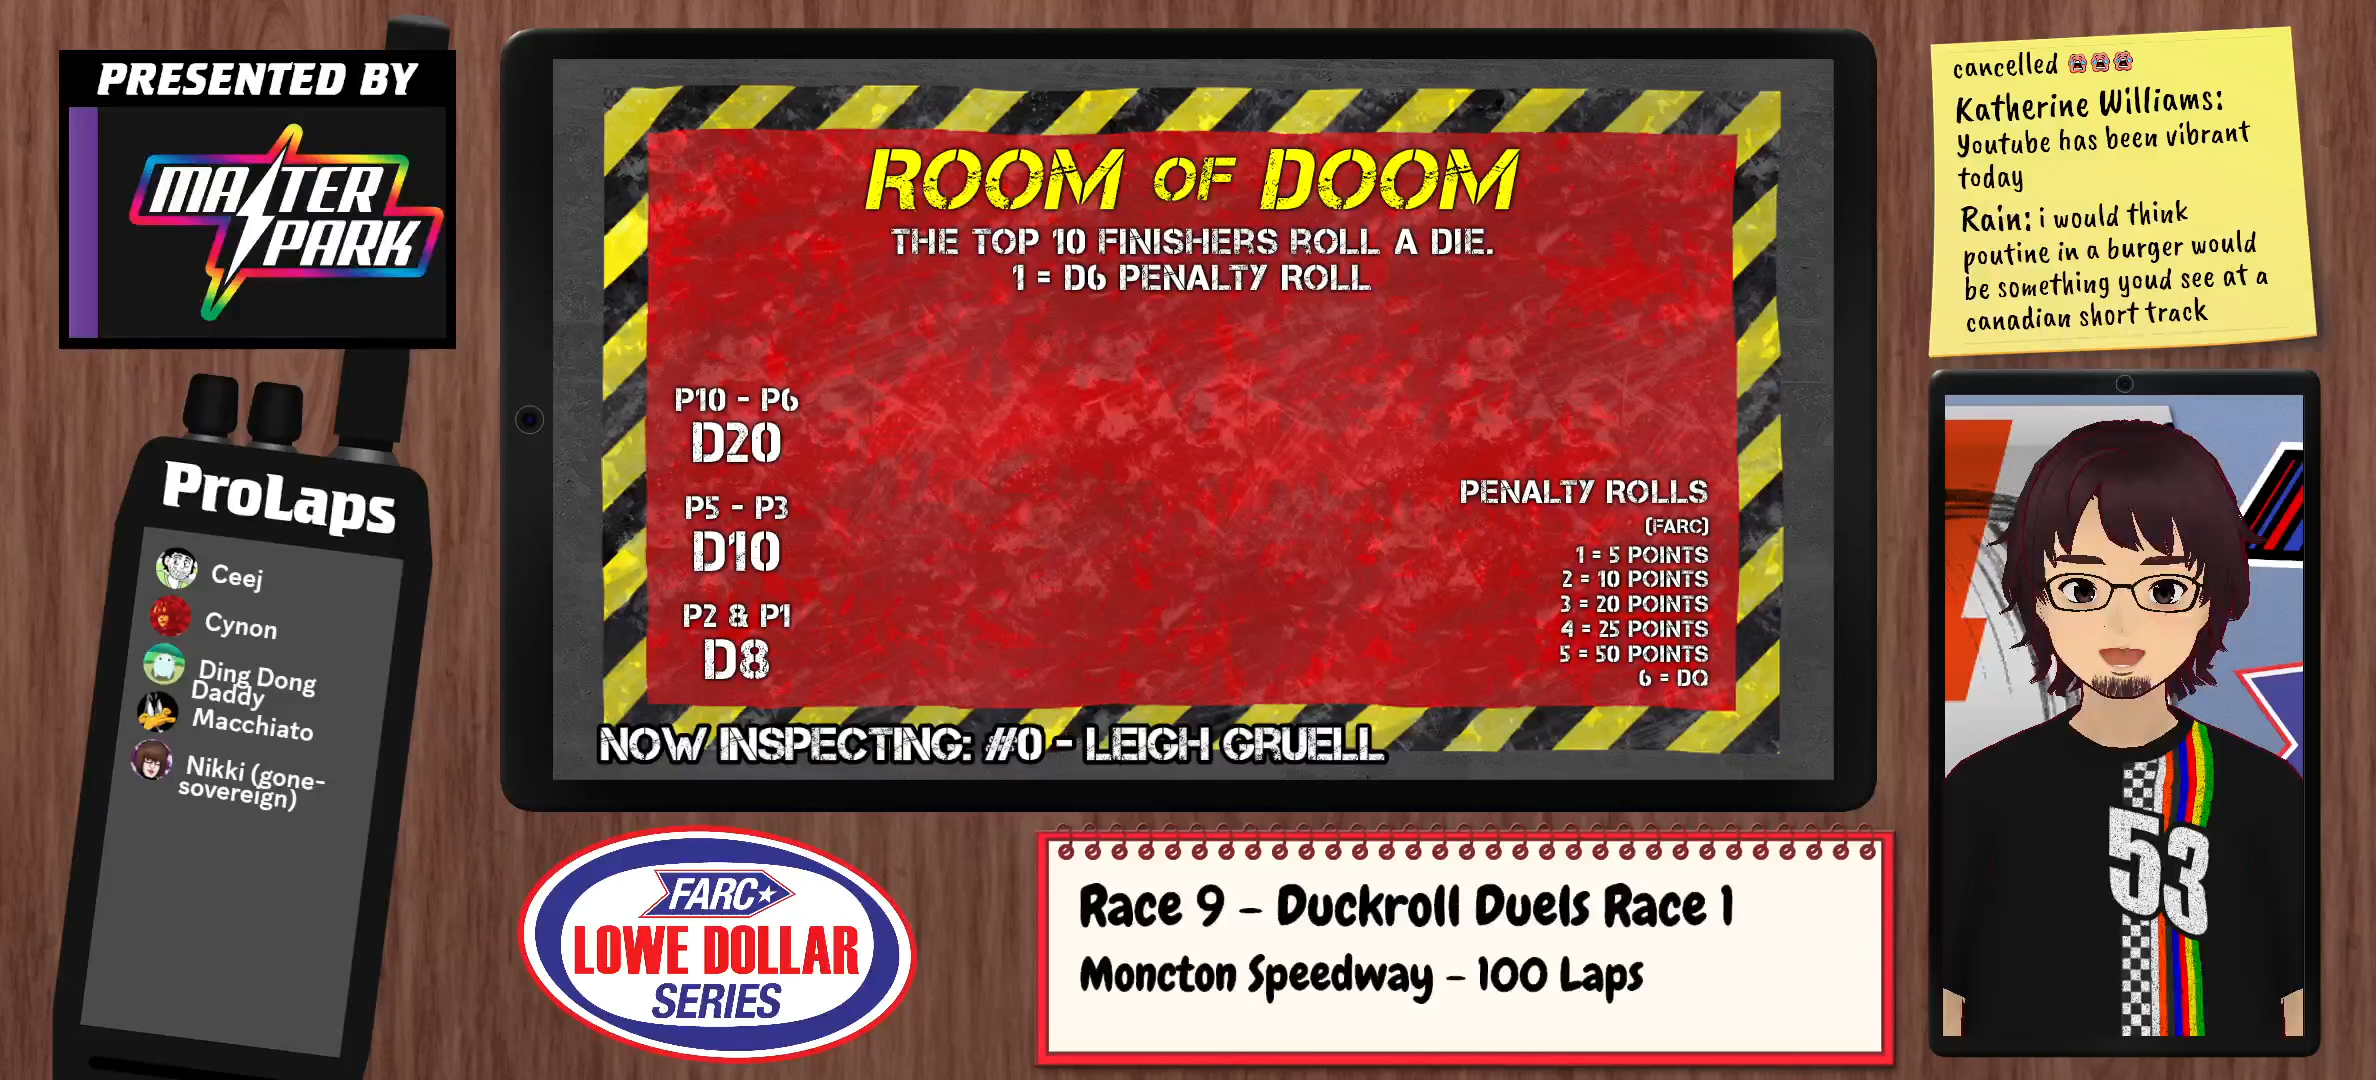 PRESENTED BY
MASTER
PARK
ProLaps
Ceej
Cynon
Ding Dong
Daddy
Macchiato
Nikki (gone-
sovereign)
ROOM OF DOOM
THE TOP 10 FINISHERS ROLL A DIE.
1 = D6 PENALTY ROLL
P10 - P6
D20
P5 - P3
D10
P2 & P1
D8
PENALTY ROLLS
(FARC)
1 = 5 POINTS
2 = 10 POINTS
3 = 20 POINTS
4 = 25 POINTS
5 = 50 POINTS
6 = DQ
NOW INSPECTING: #0 - LEIGH GRUELL
FARC
LOWE DOLLAR
SERIES
Race 9 - Duckroll Duels Race 1
Moncton Speedway - 100 Laps
cancelled 😭😭😭
Katherine Williams:
Youtube has been vibrant
today
Rain: i would think
poutine in a burger would
be something youd see at a
canadian short track
53